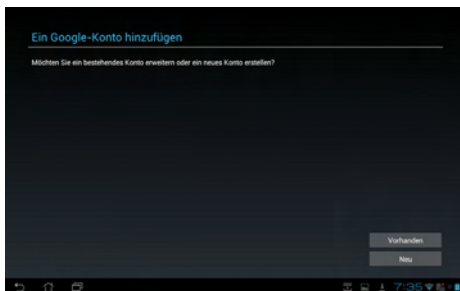 Ein Google-Konto hinzufügen
Möchten Sie ein bestehendes Konto erweitern oder ein neues Konto erstellen?
Vorhanden
Neu
7:35